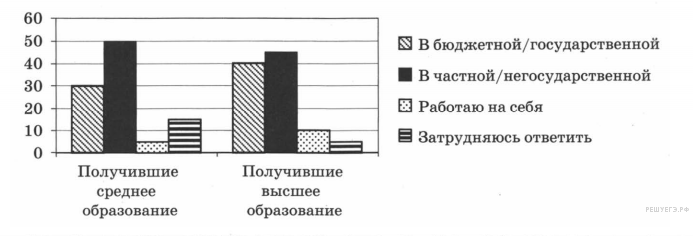 60
50
40
30
20
10
0
В бюджетной/государственной
В частной/негосударственной
Работаю на себя
Затрудняюсь ответить
Получившие
среднее
образование
Получившие
высшее
образование
РЕШУЕГЭ.РФ